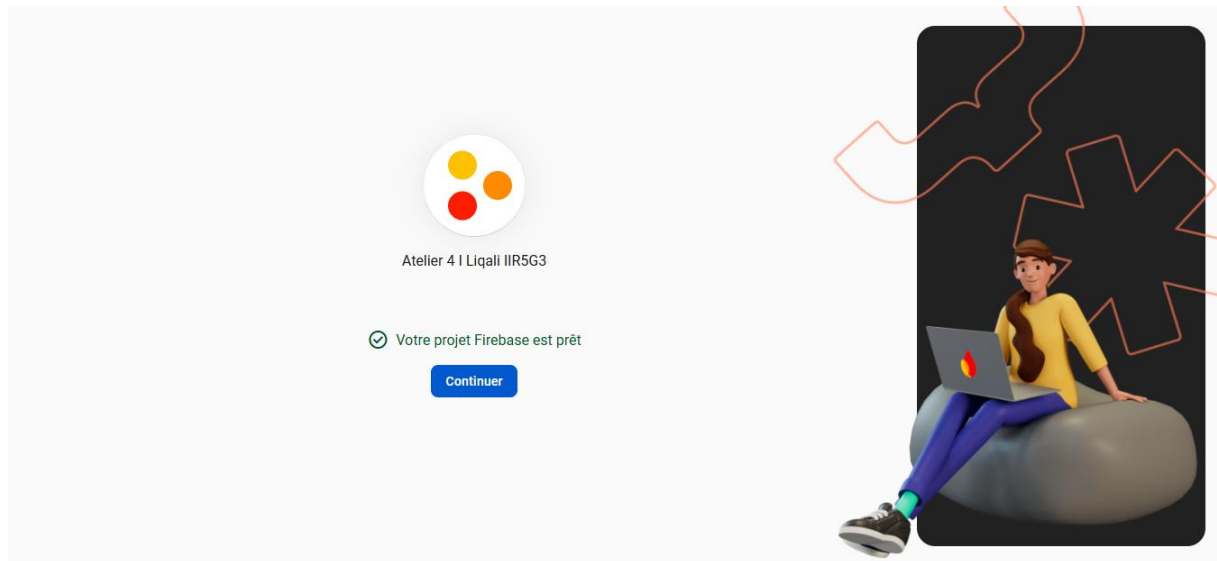 Atelier 4 I Liqali IIR5G3
Votre projet Firebase est prêt
Continuer